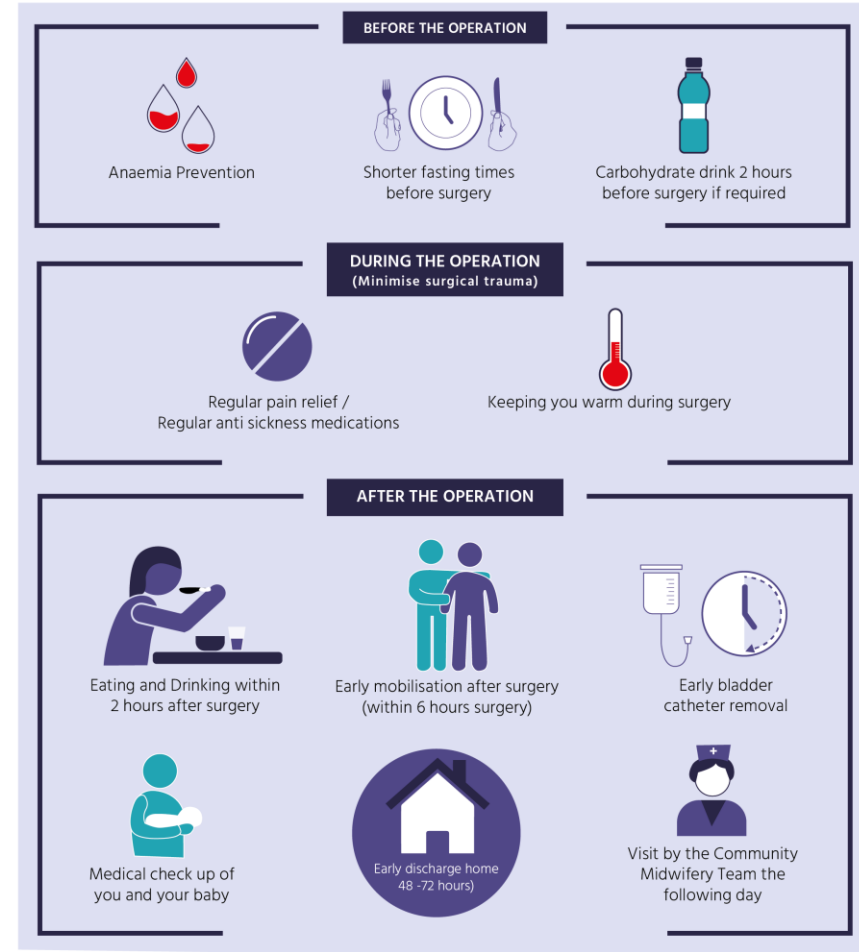 BEFORE THE OPERATION
Anaemia Prevention
Shorter fasting times
before surgery
Carbohydrate drink 2 hours
before surgery if required
DURING THE OPERATION
(Minimise surgical trauma)
Regular pain relief /
Regular anti sickness medications
Keeping you warm during surgery
AFTER THE OPERATION
Eating and Drinking within
2 hours after surgery
Early mobilisation after surgery
(within 6 hours surgery)
Early bladder
catheter removal
Medical check up of
you and your baby
Early discharge home
48 -72 hours)
Visit by the Community
Midwifery Team the
following day